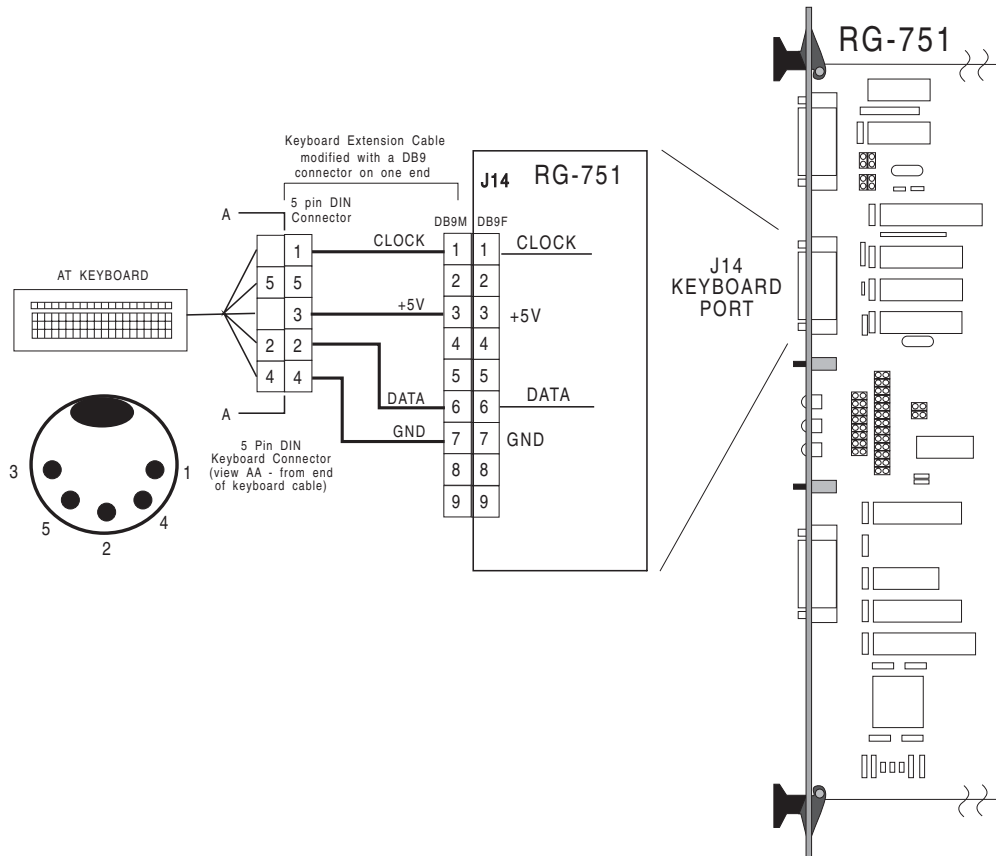 RG-751
Keyboard Extension Cable
modified with a DB9
connector on one end
J14 RG-751
A
5 pin DIN
Connector
DB9M DB9F
AT KEYBOARD
1
5 5
3
2 2
4 4
CLOCK
+5V
DATA
GND
1 1 CLOCK
2 2
3 3 +5V
4 4
5 5
6 6 DATA
7 7 GND
8 8
9 9
A
5 Pin DIN
Keyboard Connector
(view AA - from end
of keyboard cable)
3 1
5 4
2
J14
KEYBOARD
PORT